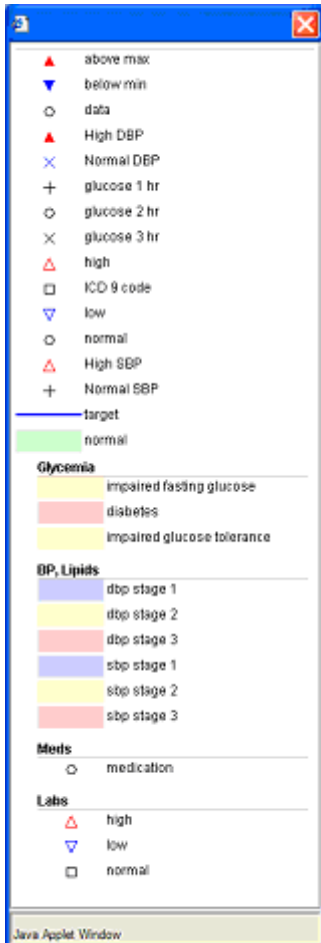 above max
below min
data
High DBP
Normal DBP
glucose 1 hr
glucose 2 hr
glucose 3 hr
high
ICD 9 code
low
normal
High SBP
Normal SBP
target
normal
Glycemia
impaired fasting glucose
diabetes
impaired glucose tolerance
BP, Lipids
dbp stage 1
dbp stage 2
dbp stage 3
sbp stage 1
sbp stage 2
sbp stage 3
Meds
medication
Labs
high
low
normal
Java Applet Window